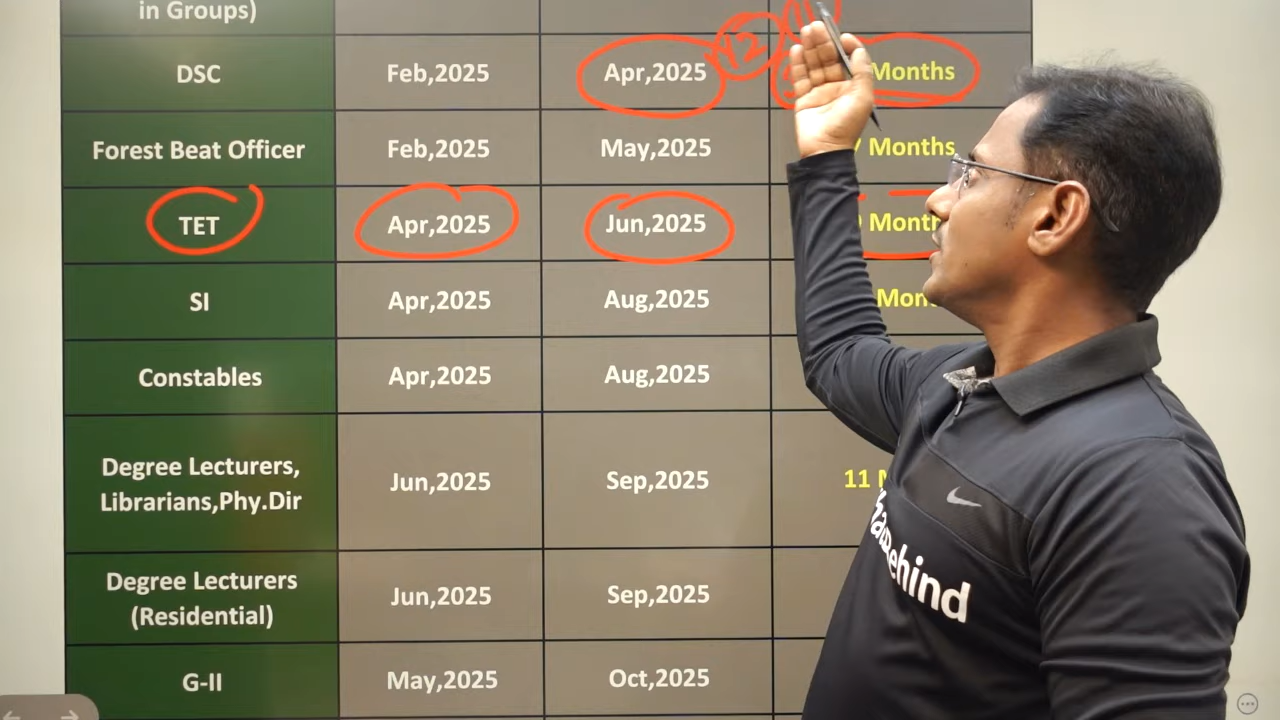 in Groups)
DSC Feb,2025 Apr,2025 12 Months
Forest Beat Officer Feb,2025 May,2025 Months
TET Apr,2025 Jun,2025
SI Apr,2025 Aug,2025
Constables Apr,2025 Aug,2025
Degree Lecturers,
Librarians,Phy.Dir Jun,2025 Sep,2025 11
Degree Lecturers
(Residential) Jun,2025 Sep,2025
G-II May,2025 Oct,2025
Behind